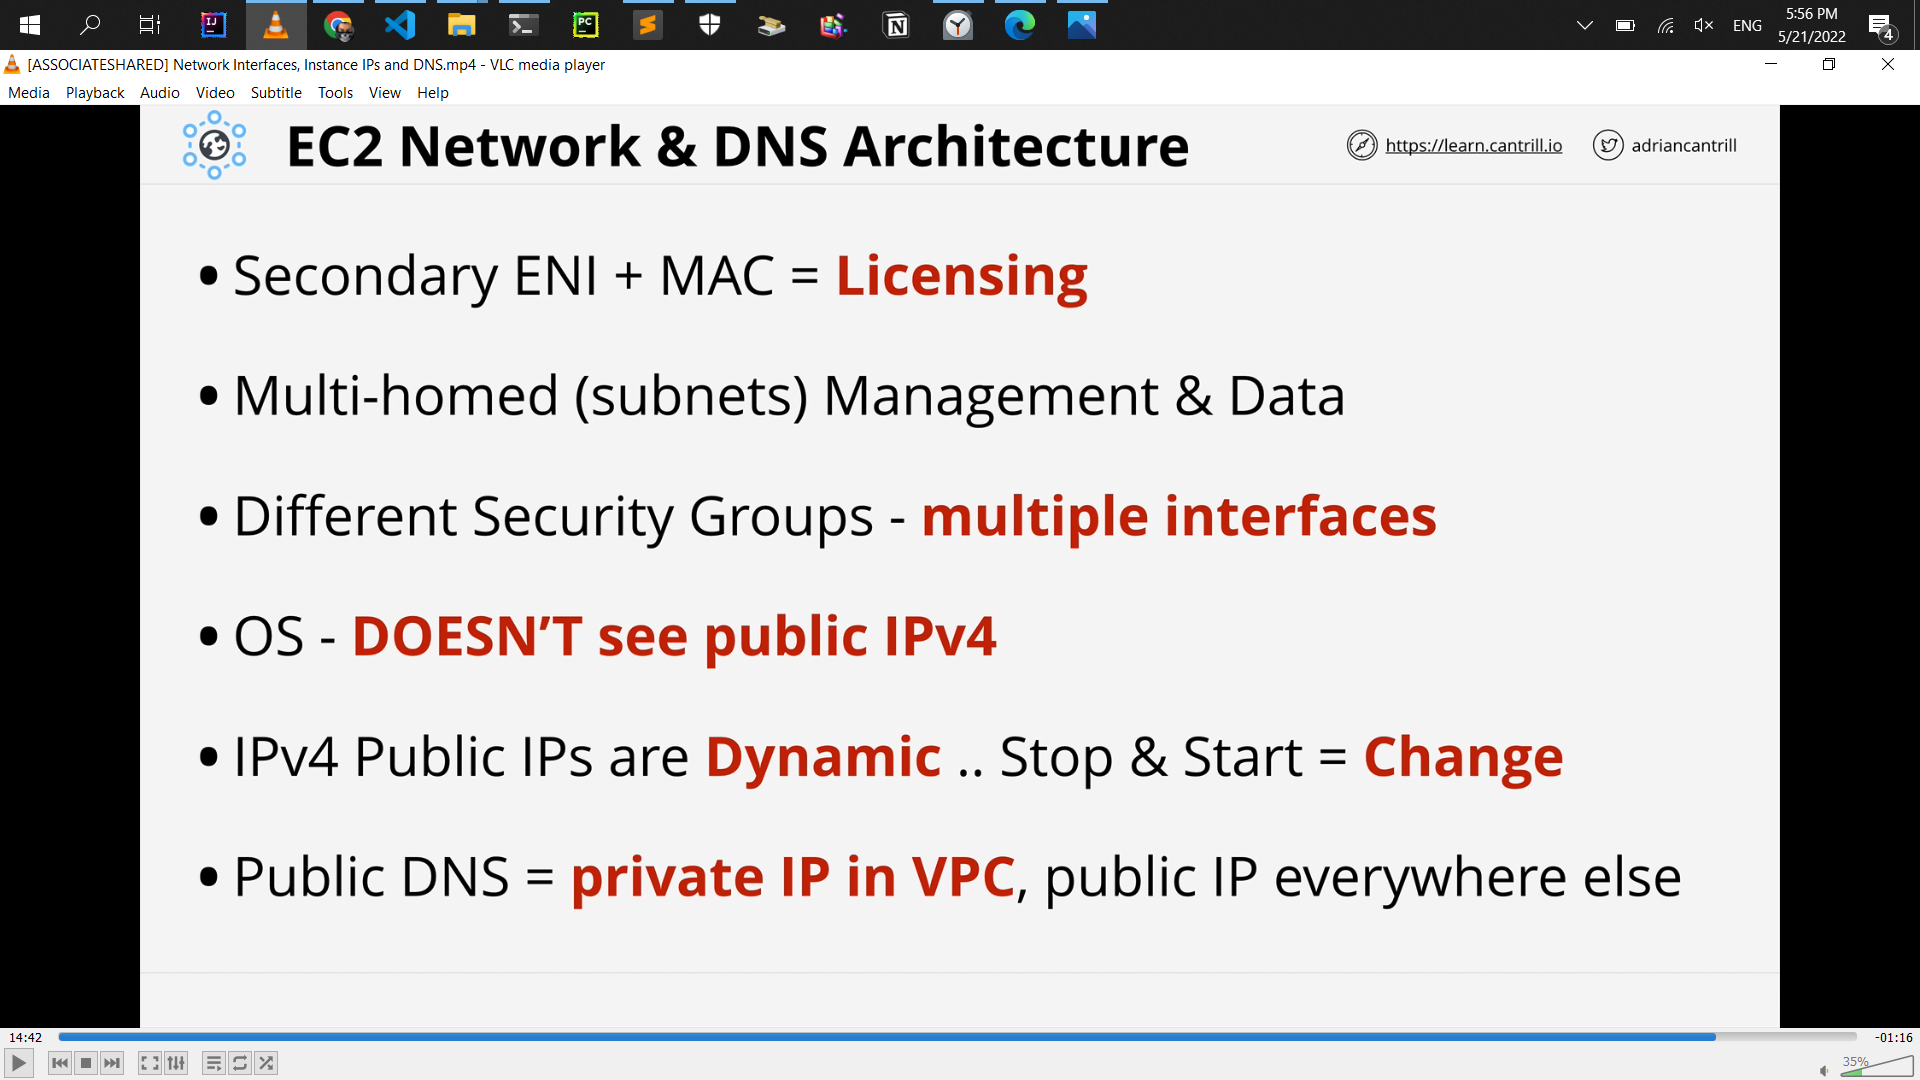 IJ
PC
ENG
5:56 PM
5/21/2022
4
[ASSOCIATESHARED] Network Interfaces, Instance IPs and DNS.mp4 - VLC media player
Media Playback Audio Video Subtitle Tools View Help
EC2 Network & DNS Architecture
https://learn.cantrill.io
adriancantrill
• Secondary ENI + MAC = Licensing
• Multi-homed (subnets) Management & Data
• Different Security Groups - multiple interfaces
• OS - DOESN’T see public IPv4
• IPv4 Public IPs are Dynamic .. Stop & Start = Change
• Public DNS = private IP in VPC, public IP everywhere else
14:42
-01:16
35%